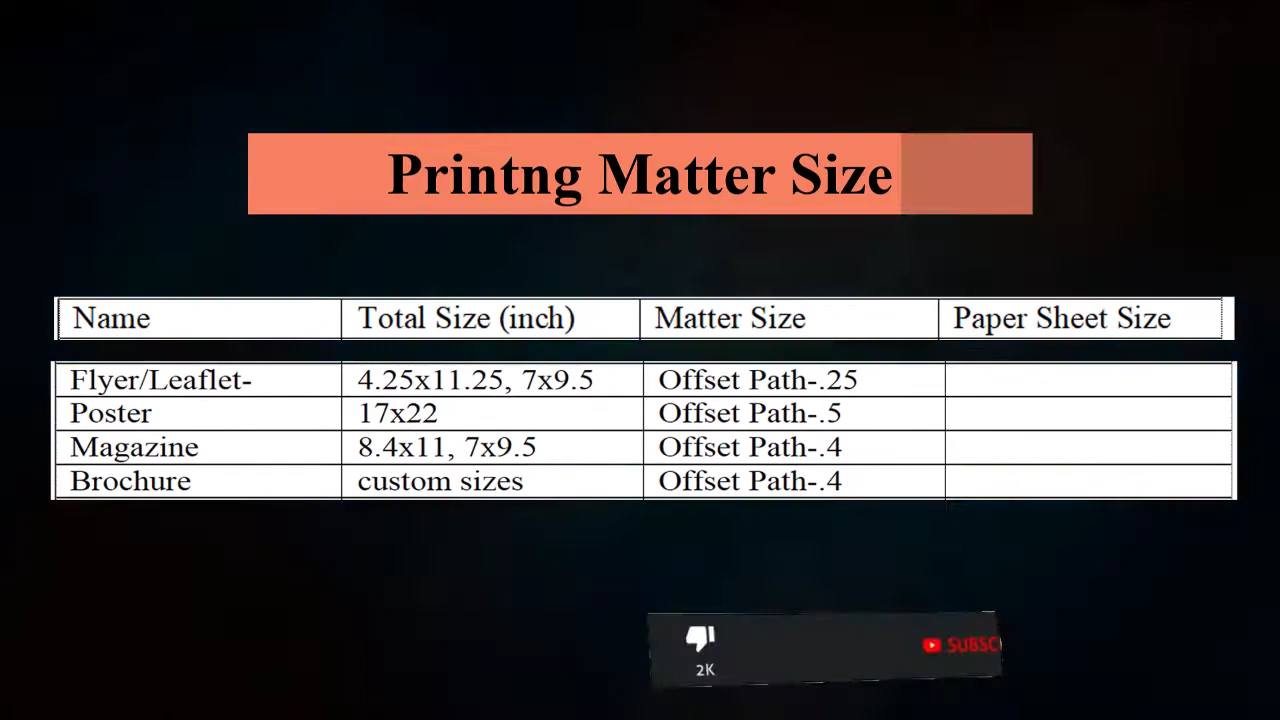 Printng Matter Size
Name Total Size (inch) Matter Size Paper Sheet Size
Flyer/Leaflet- 4.25x11.25, 7x9.5 Offset Path-.25
Poster 17x22 Offset Path-.5
Magazine 8.4x11, 7x9.5 Offset Path-.4
Brochure custom sizes Offset Path-.4
2K
SUBSC